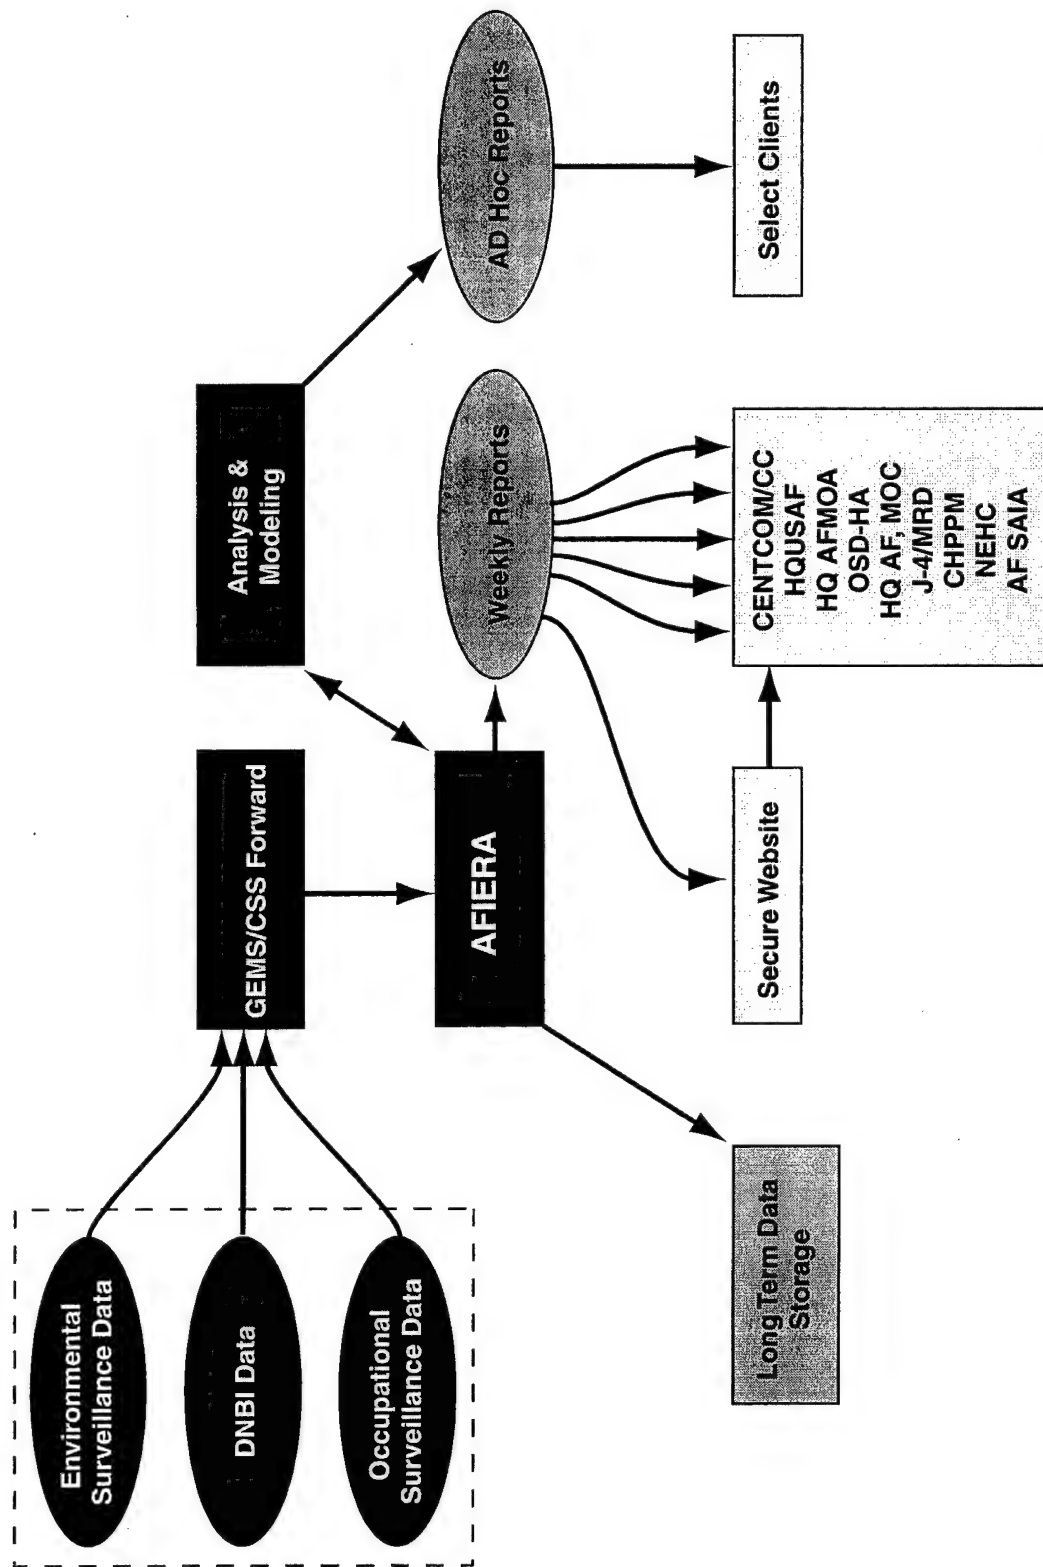 Environmental
Surveillance Data
DNBI Data
Occupational
Surveillance Data
GEMS/CSS Forward
Analysis &
Modeling
AFIERA
Weekly Reports
AD Hoc Reports
Long Term Data
Storage
Secure Website
CENTCOM/CC
HQUSAF
HQ AFMOA
OSD-HA
HQ AF, MOC
J-4/MRD
CHPPM
NEHC
AF SAIA
Select Clients